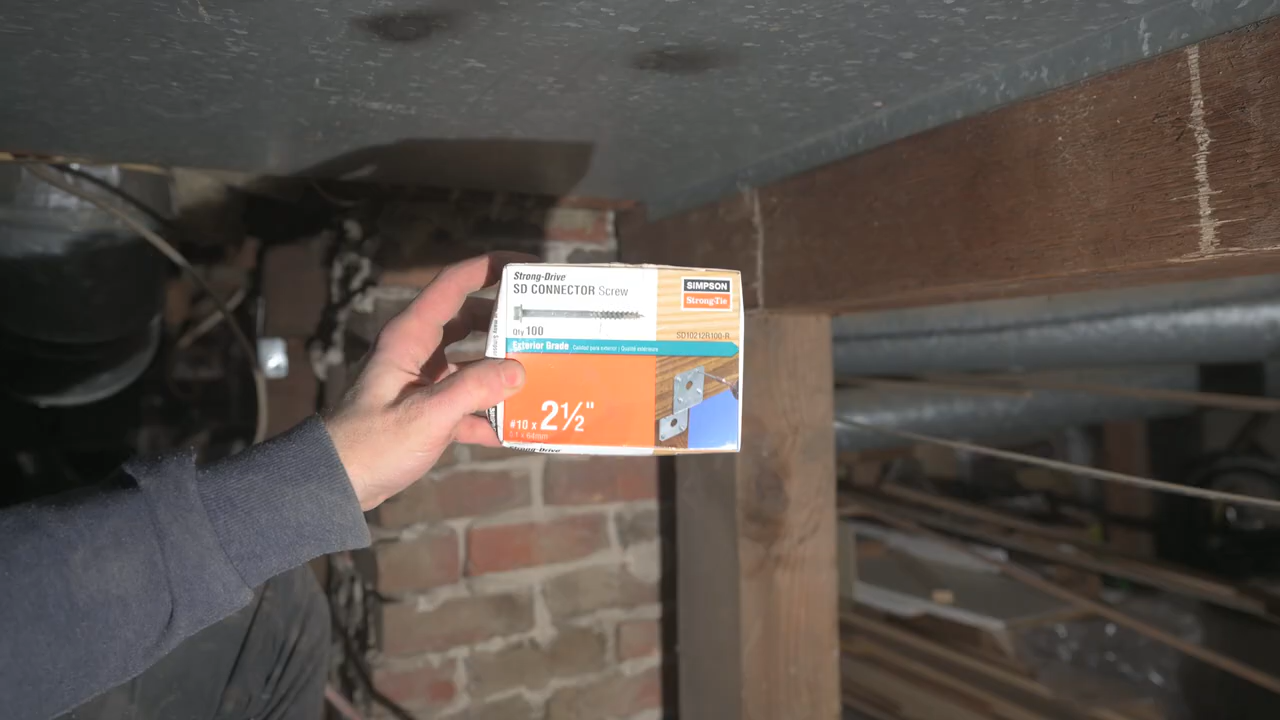 Strong-Drive
SD CONNECTOR Screw
SIMPSON
Strong-Tie
Qty 100
SD10212R100-R
Exterior Grade
#10 x 2½"
Strong-Drive